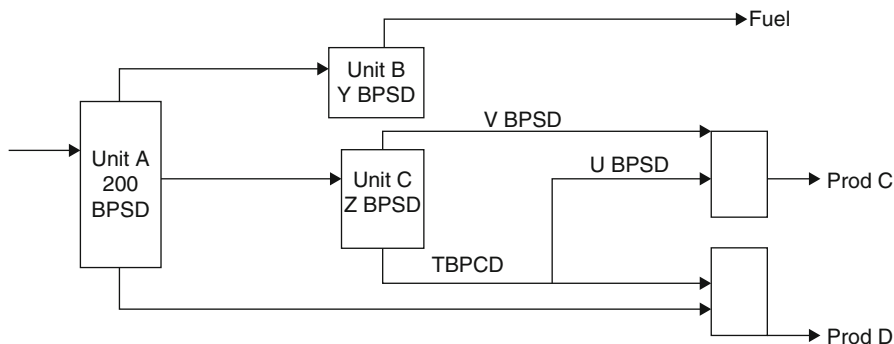 Fuel
Unit B
Y BPSD
V BPSD
Unit A
200
BPSD
Unit C
Z BPSD
U BPSD
Prod C
TBPCD
Prod D